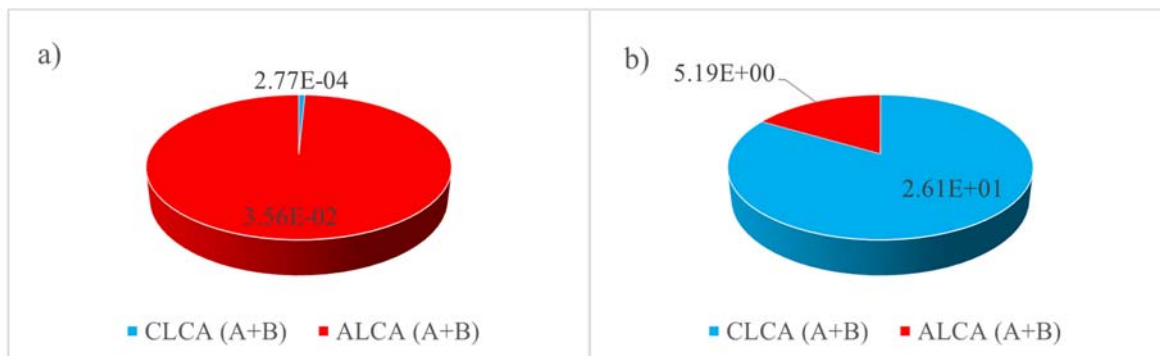 a)
2.77E-04
3.56E-02
CLCA (A+B) ALCA (A+B)
b)
5.19E+00
2.61E+01
CLCA (A+B) ALCA (A+B)